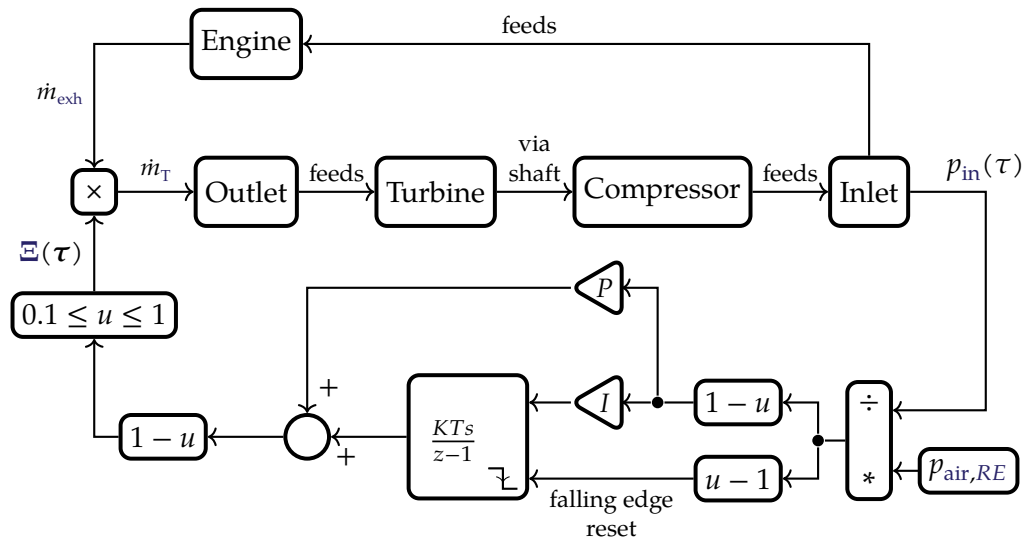 feeds
Engine
ṁexh
×
ṁT
Outlet
feeds
Turbine
via
shaft
Compressor
feeds
Inlet
pin(τ)
Ξ(τ)
0.1 ≤ u ≤ 1
P
+
I
1 − u
÷
1 − u
+
KTs
z−1
u − 1
*
pair,RE
falling edge
reset